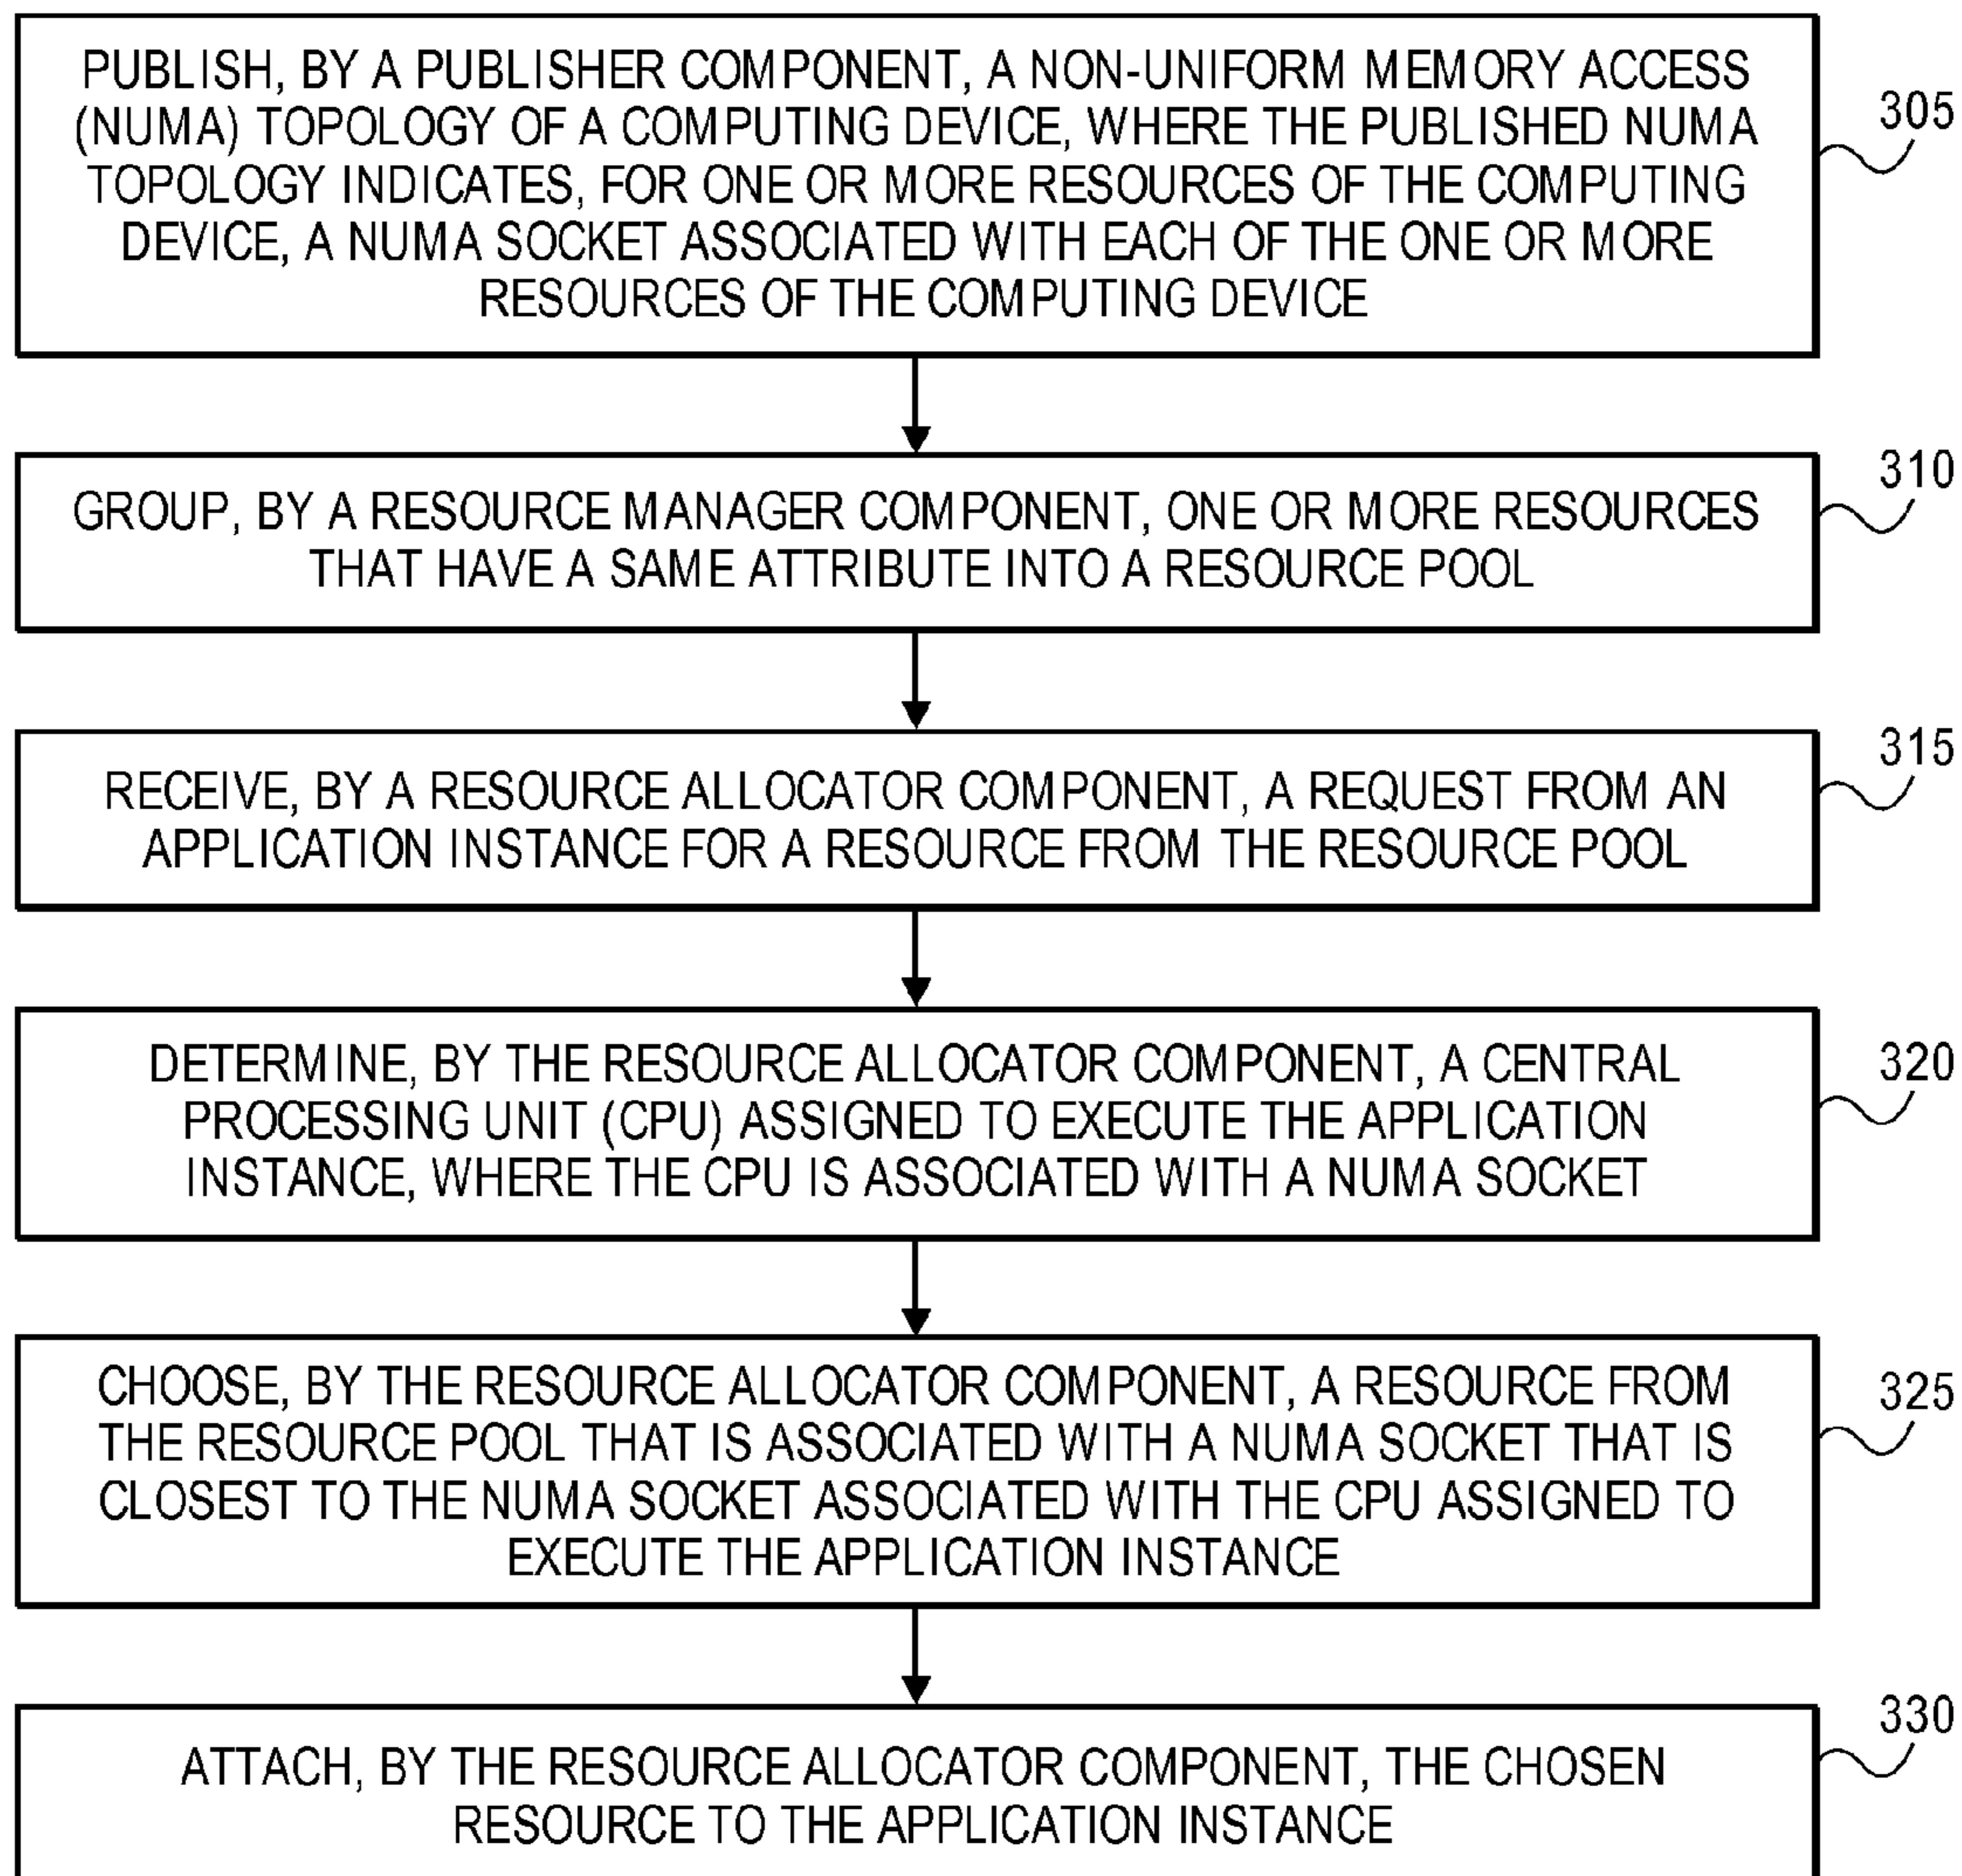 PUBLISH, BY A PUBLISHER COMPONENT, A NON-UNIFORM MEMORY ACCESS
(NUMA) TOPOLOGY OF A COMPUTING DEVICE, WHERE THE PUBLISHED NUMA
TOPOLOGY INDICATES, FOR ONE OR MORE RESOURCES OF THE COMPUTING
DEVICE, A NUMA SOCKET ASSOCIATED WITH EACH OF THE ONE OR MORE
RESOURCES OF THE COMPUTING DEVICE
305
GROUP, BY A RESOURCE MANAGER COMPONENT, ONE OR MORE RESOURCES
THAT HAVE A SAME ATTRIBUTE INTO A RESOURCE POOL
310
RECEIVE, BY A RESOURCE ALLOCATOR COMPONENT, A REQUEST FROM AN
APPLICATION INSTANCE FOR A RESOURCE FROM THE RESOURCE POOL
315
DETERMINE, BY THE RESOURCE ALLOCATOR COMPONENT, A CENTRAL
PROCESSING UNIT (CPU) ASSIGNED TO EXECUTE THE APPLICATION
INSTANCE, WHERE THE CPU IS ASSOCIATED WITH A NUMA SOCKET
320
CHOOSE, BY THE RESOURCE ALLOCATOR COMPONENT, A RESOURCE FROM
THE RESOURCE POOL THAT IS ASSOCIATED WITH A NUMA SOCKET THAT IS
CLOSEST TO THE NUMA SOCKET ASSOCIATED WITH THE CPU ASSIGNED TO
EXECUTE THE APPLICATION INSTANCE
325
ATTACH, BY THE RESOURCE ALLOCATOR COMPONENT, THE CHOSEN
RESOURCE TO THE APPLICATION INSTANCE
330